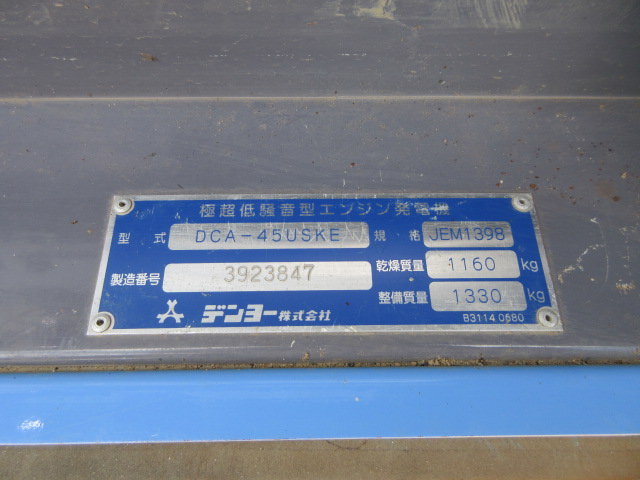 極超低騒音型エンジン発電機
型式 DCA-45USKE 規格 JEM1398
製造番号 3923847 乾燥質量 1160 kg
整備質量 1330 kg
デンヨー株式会社
B3114 0680